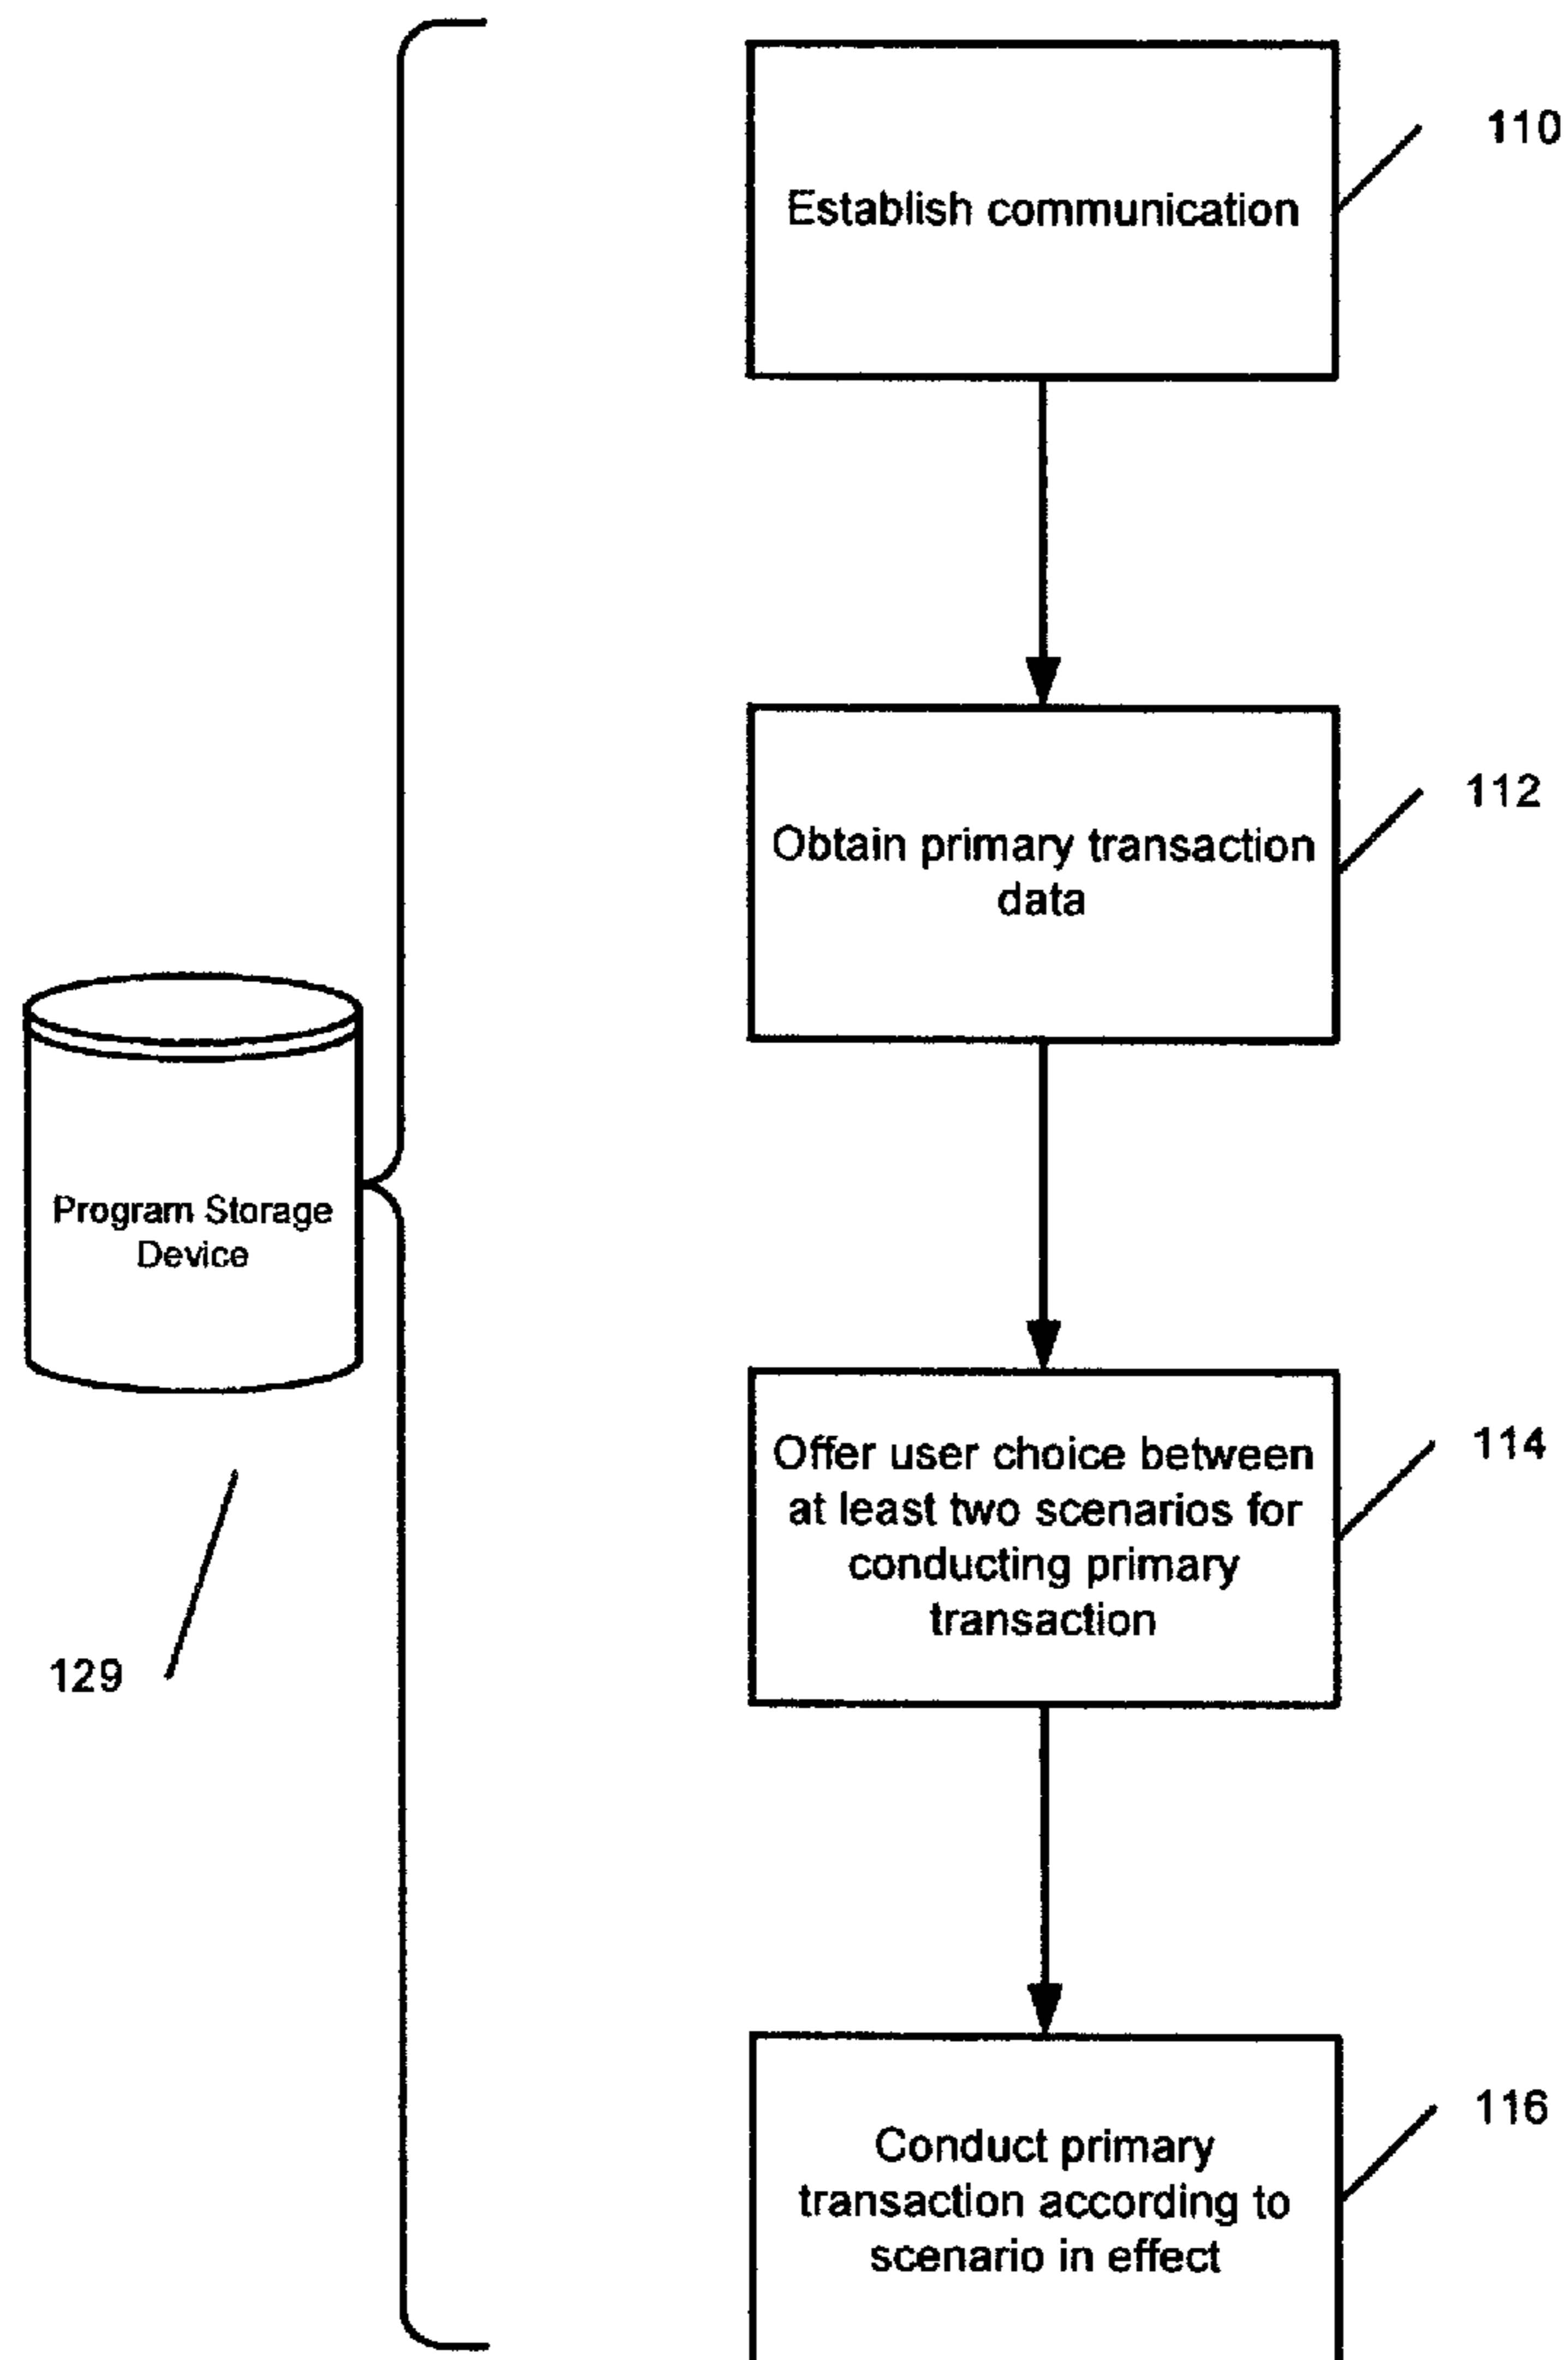 110
Establish communication
112
Obtain primary transaction
data
Program Storage
Device
114
Offer user choice between
at least two scenarios for
conducting primary
transaction
129
116
Conduct primary
transaction according to
scenario in effect